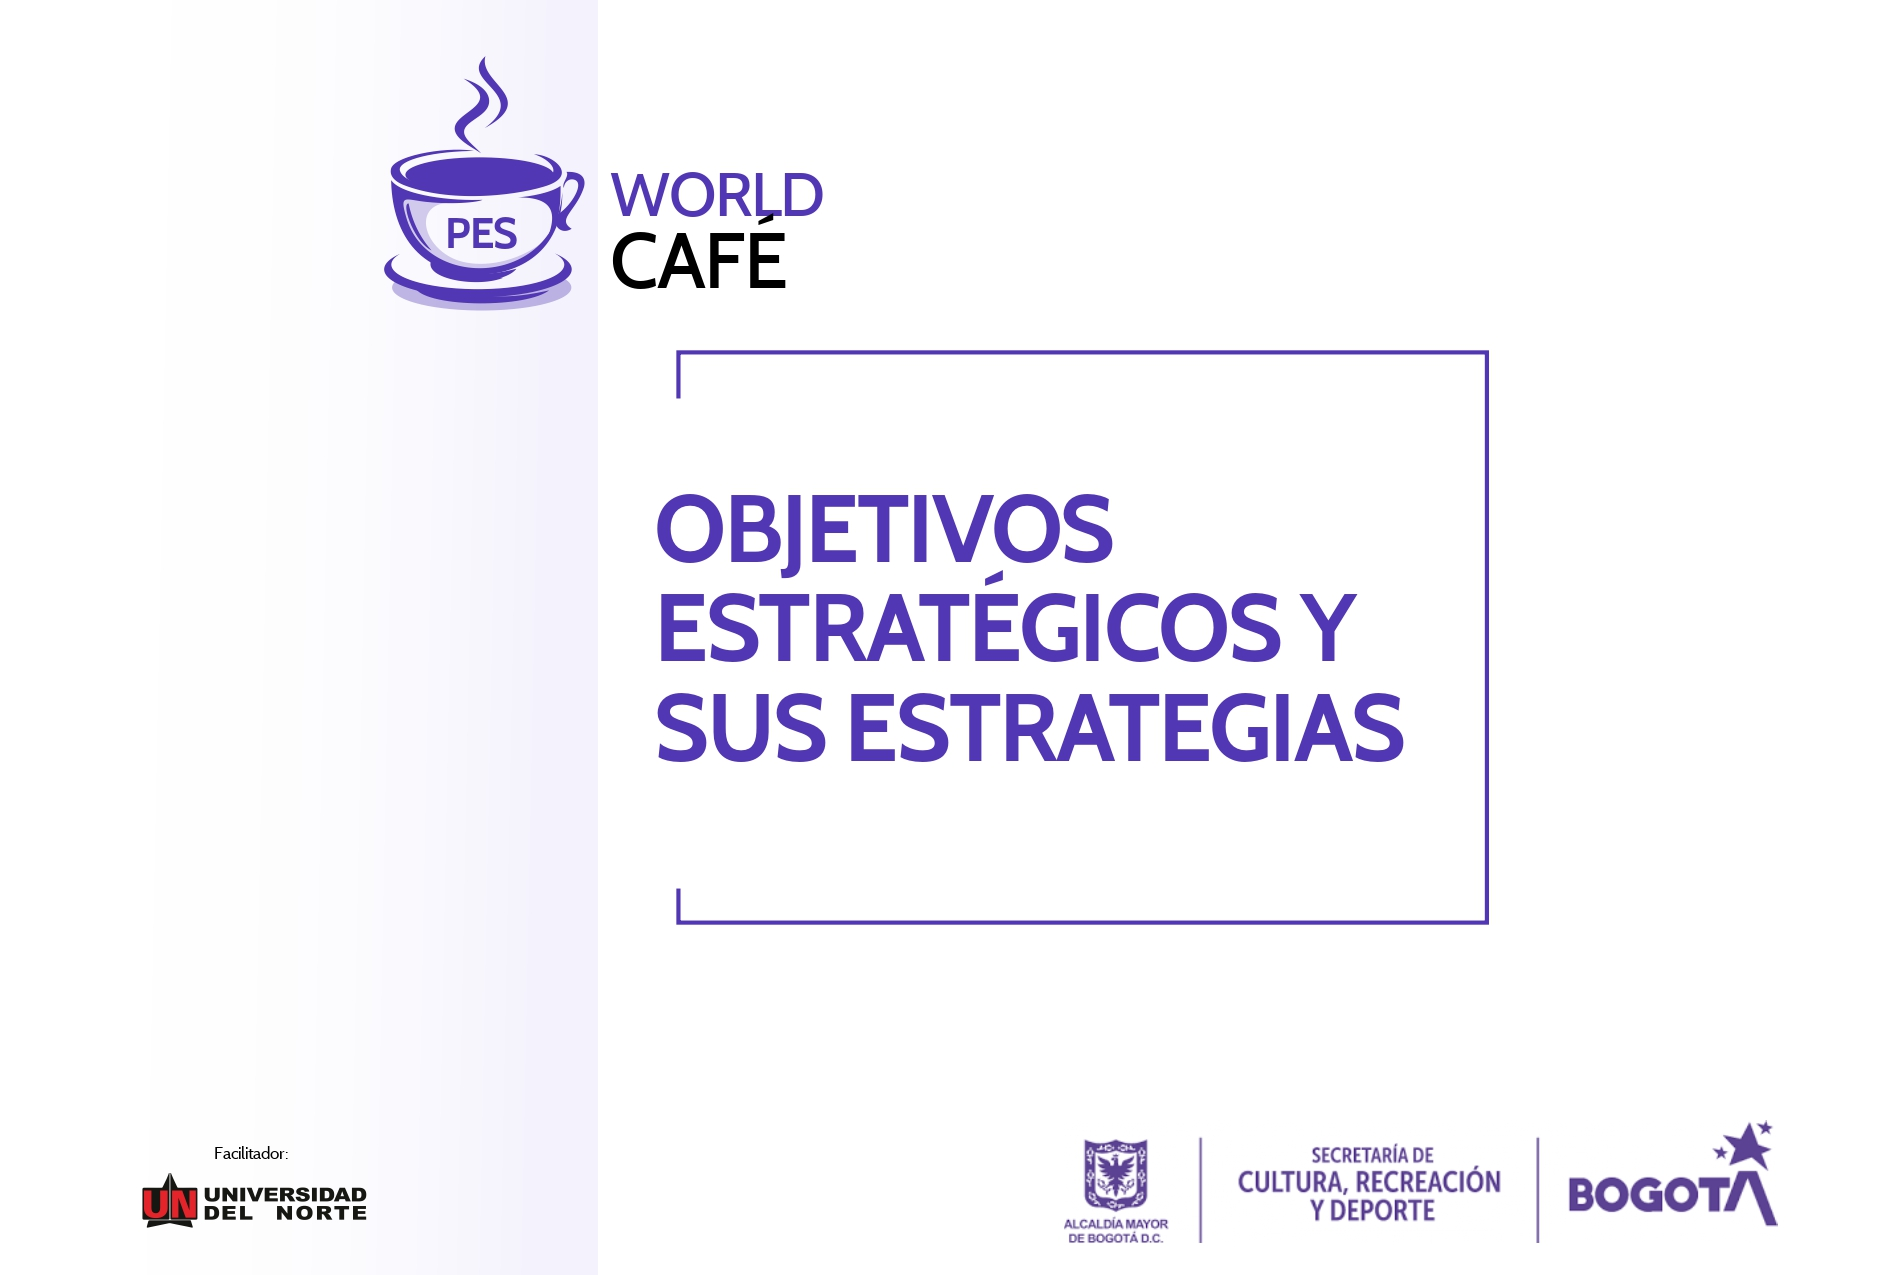 PES
WORLD
CAFÉ
OBJETIVOS
ESTRATÉGICOS Y
SUS ESTRATEGIAS
Facilitador:
UN
UNIVERSIDAD
DEL NORTE
ALCALDÍA MAYOR
DE BOGOTÁ D.C.
SECRETARÍA DE
CULTURA, RECREACIÓN
Y DEPORTE
BOGOTÁ